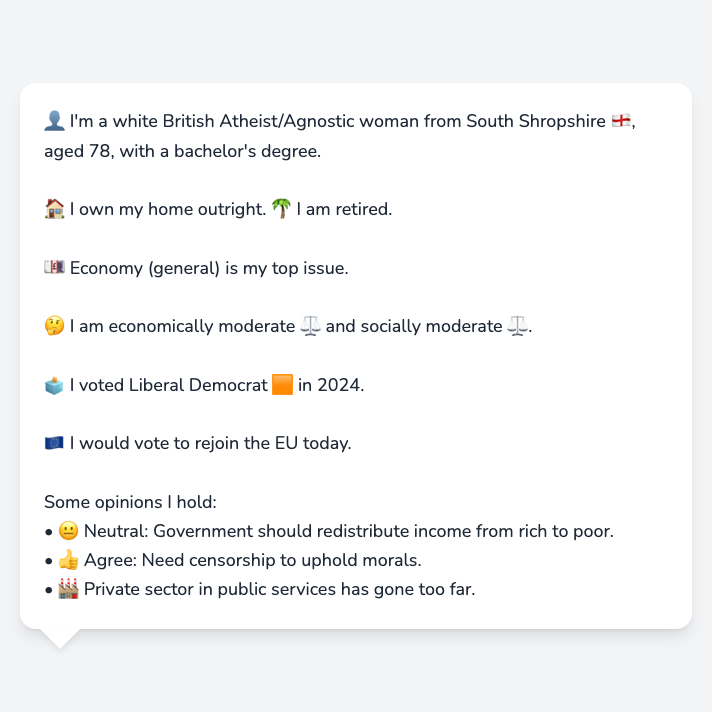 👤 I'm a white British Atheist/Agnostic woman from South Shropshire 🏴󠁧󠁢󠁥󠁮󠁧󠁿,
aged 78, with a bachelor's degree.
🏠 I own my home outright. 🌴 I am retired.
💷 Economy (general) is my top issue.
🤔 I am economically moderate ⚖️ and socially moderate ⚖️.
🗳️ I voted Liberal Democrat 🟧 in 2024.
🇪🇺 I would vote to rejoin the EU today.
Some opinions I hold:
• 😐 Neutral: Government should redistribute income from rich to poor.
• 👍 Agree: Need censorship to uphold morals.
• 🏭 Private sector in public services has gone too far.